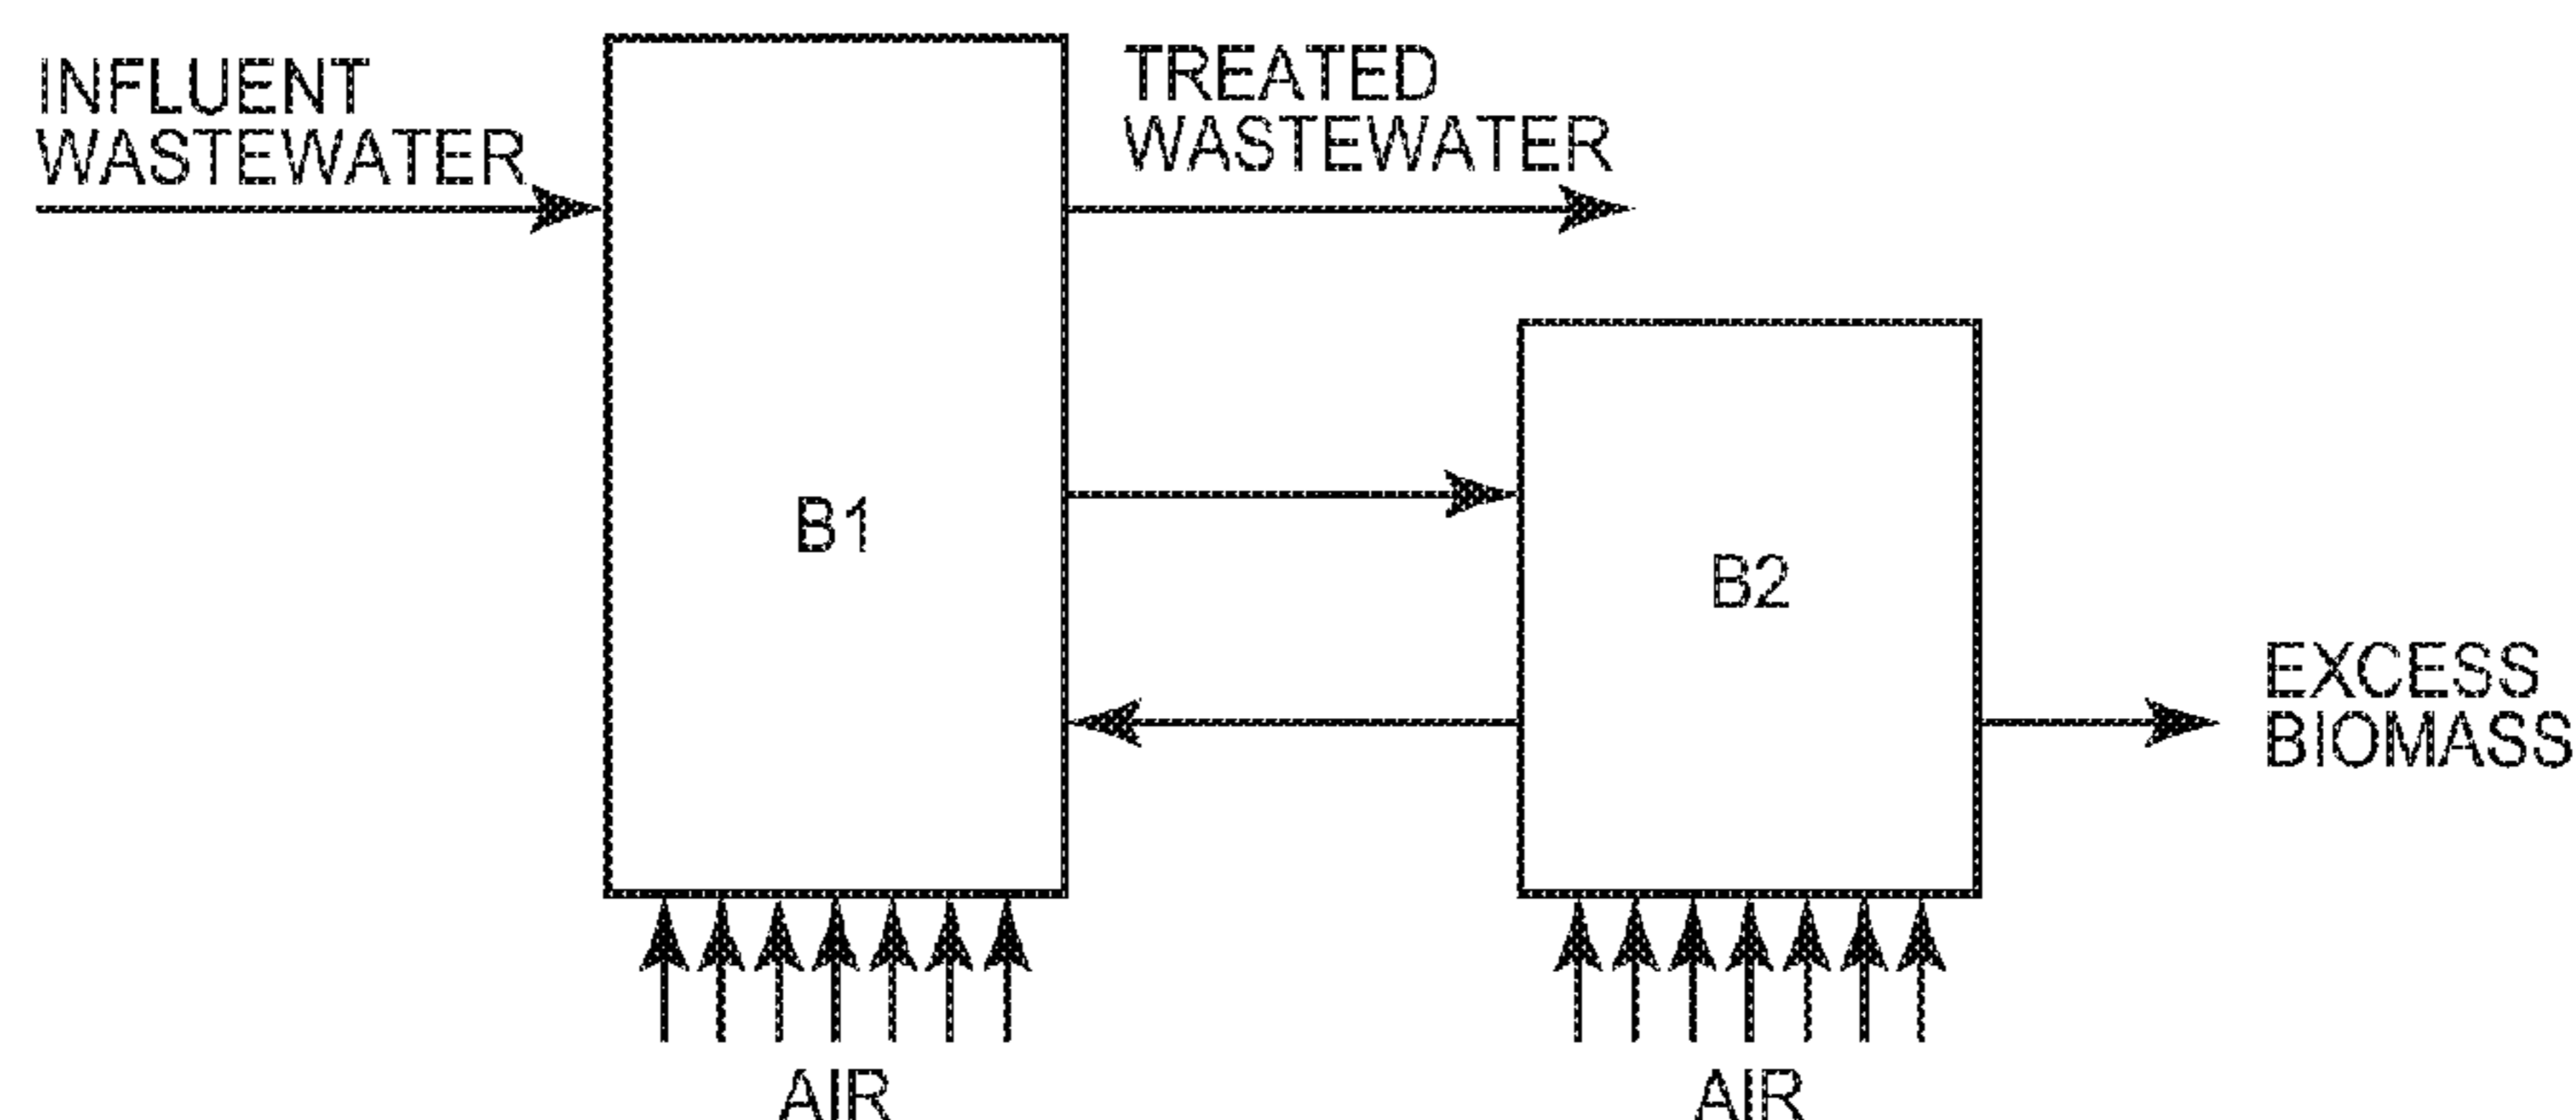 INFLUENT
WASTEWATER
TREATED
WASTEWATER
B1
B2
EXCESS
BIOMASS
AIR
AIR